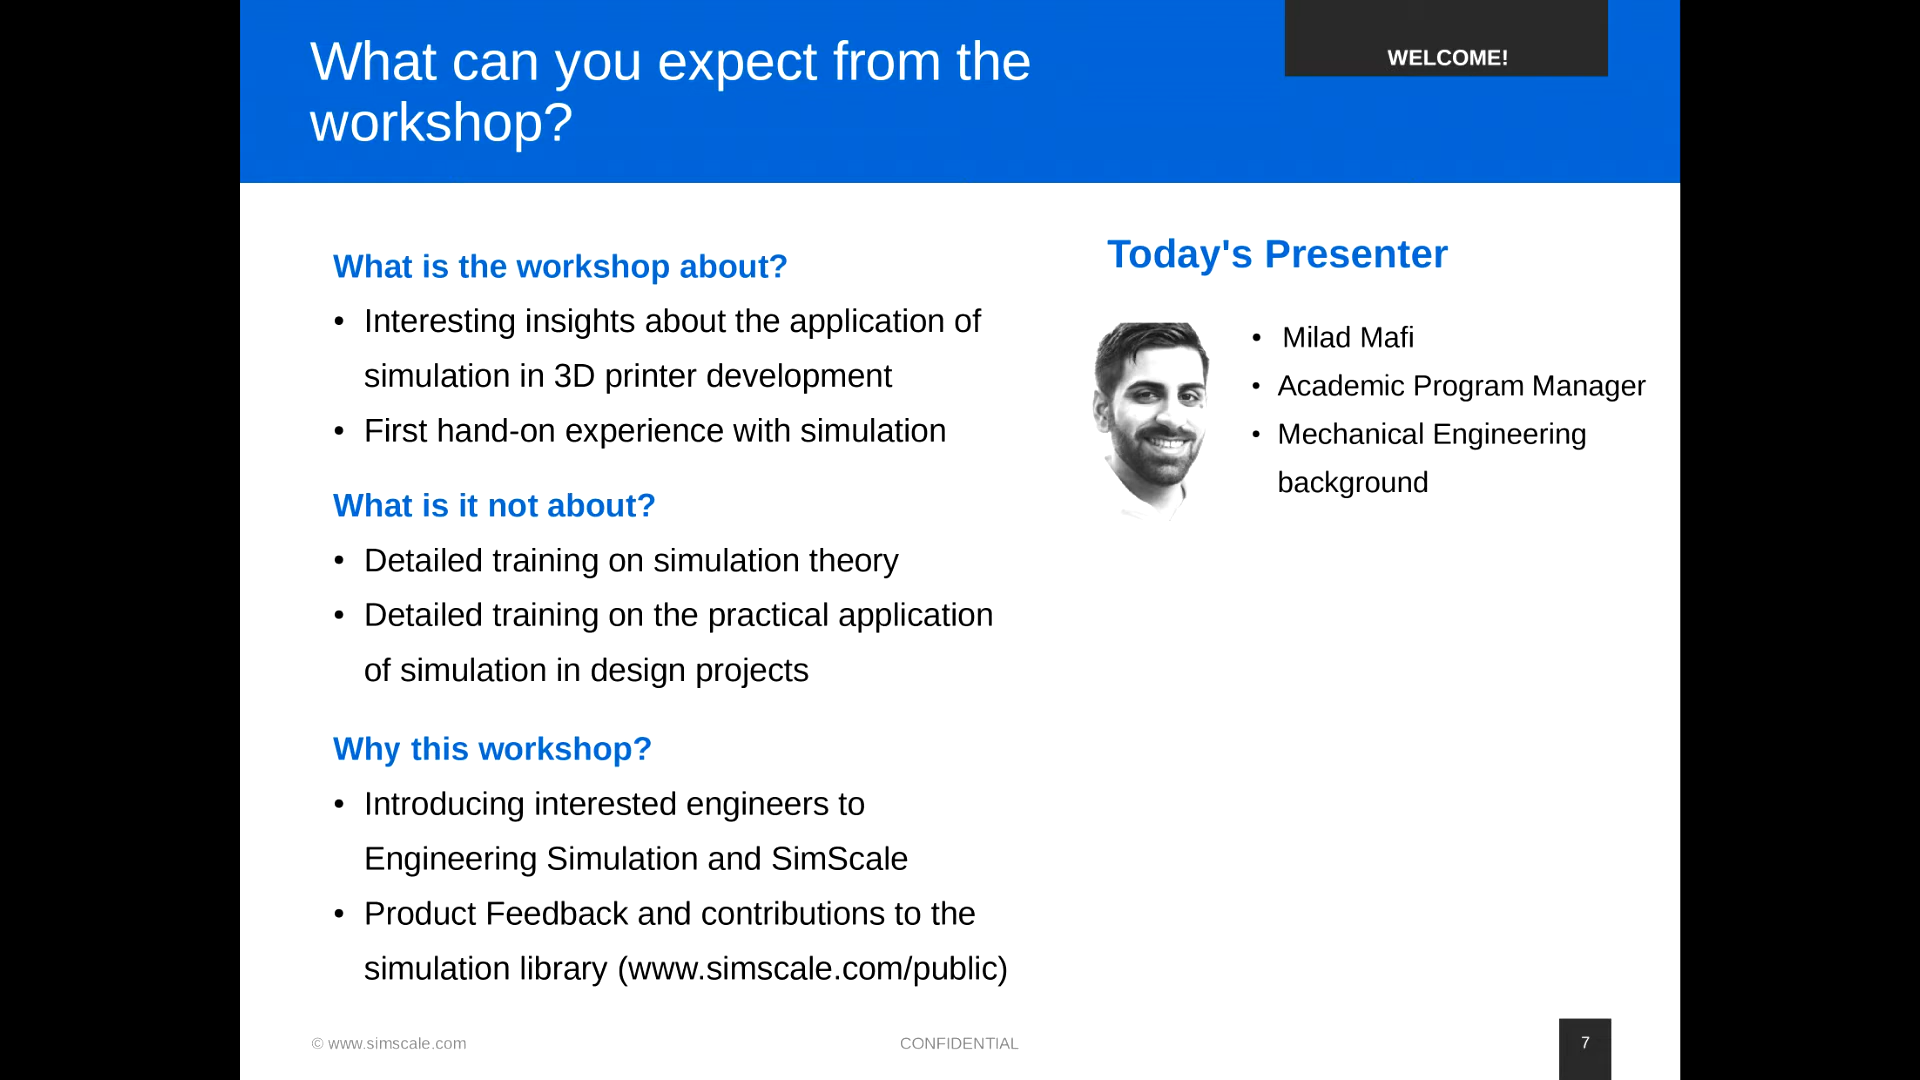 What can you expect from the
workshop?
WELCOME!
What is the workshop about?
• Interesting insights about the application of
simulation in 3D printer development
• First hand-on experience with simulation
What is it not about?
• Detailed training on simulation theory
• Detailed training on the practical application
of simulation in design projects
Why this workshop?
• Introducing interested engineers to
Engineering Simulation and SimScale
• Product Feedback and contributions to the
simulation library (www.simscale.com/public)
Today's Presenter
• Milad Mafi
• Academic Program Manager
• Mechanical Engineering
background
© www.simscale.com
CONFIDENTIAL
7